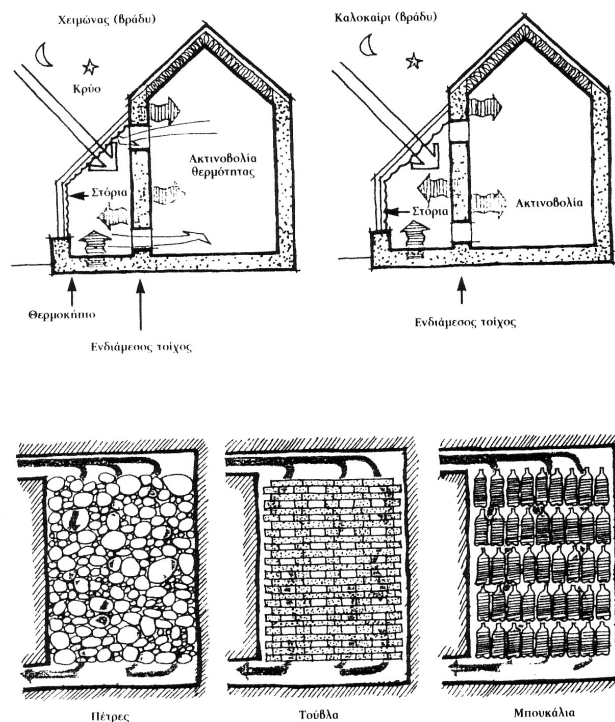 Χειμώνας (βράδυ)
Κρύο
Ακτινοβολία
θερμότητας
Στόρια
Θερμοκήπιο
Ενδιάμεσος τοίχος
Καλοκαίρι (βράδυ)
Στόρια
Ακτινοβολία
Ενδιάμεσος τοίχος
Πέτρες
Τούβλα
Μπουκάλια